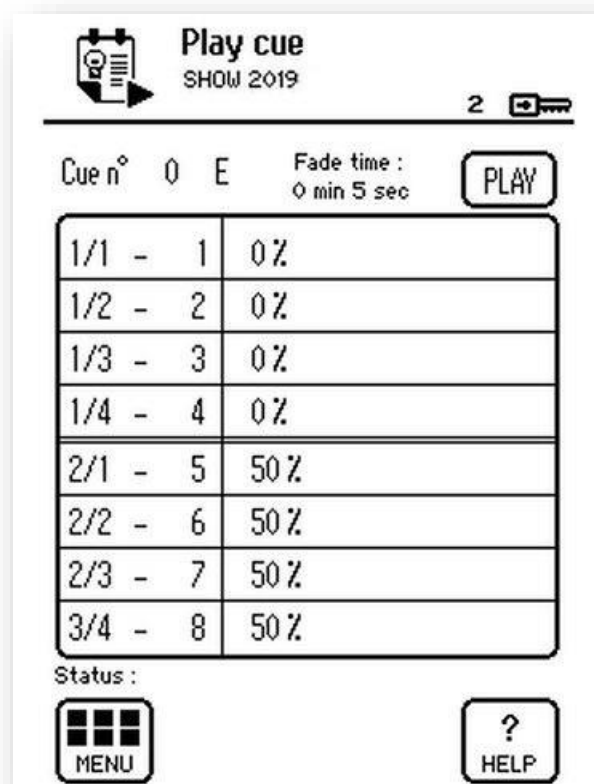 Play cue
SHOW 2019
2
Cue n° 0 E Fade time : 0 min 5 sec PLAY
1/1 - 1 0%
1/2 - 2 0%
1/3 - 3 0%
1/4 - 4 0%
2/1 - 5 50%
2/2 - 6 50%
2/3 - 7 50%
3/4 - 8 50%
Status :
MENU ? HELP